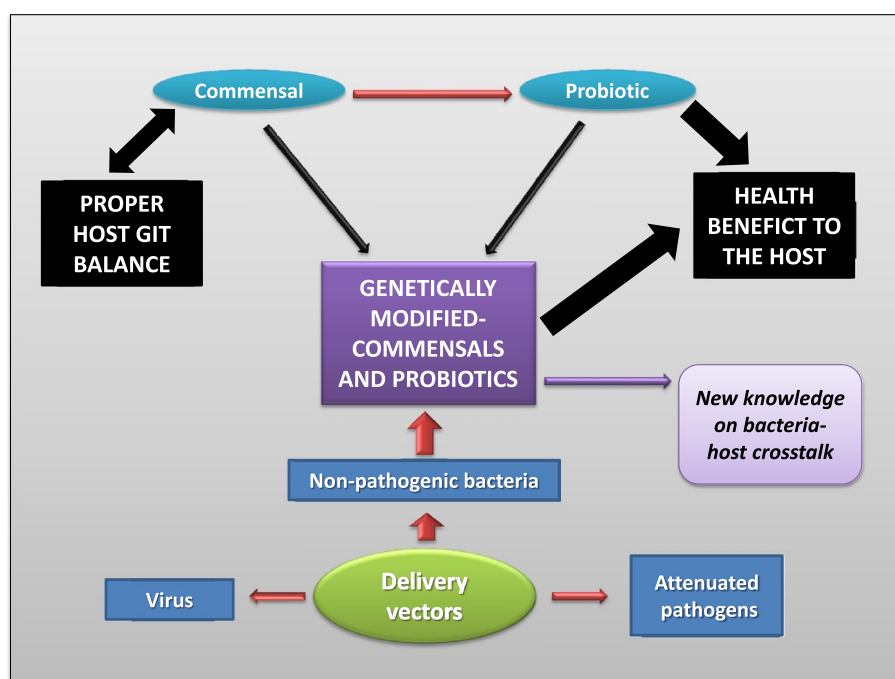 Commensal
Probiotic
PROPER
HOST GIT
BALANCE
HEALTH
BENEFICT TO
THE HOST
GENETICALLY
MODIFIED-
COMMENSALS
AND PROBIOTICS
New knowledge
on bacteria-
host crosstalk
Non-pathogenic bacteria
Delivery
vectors
Virus
Attenuated
pathogens